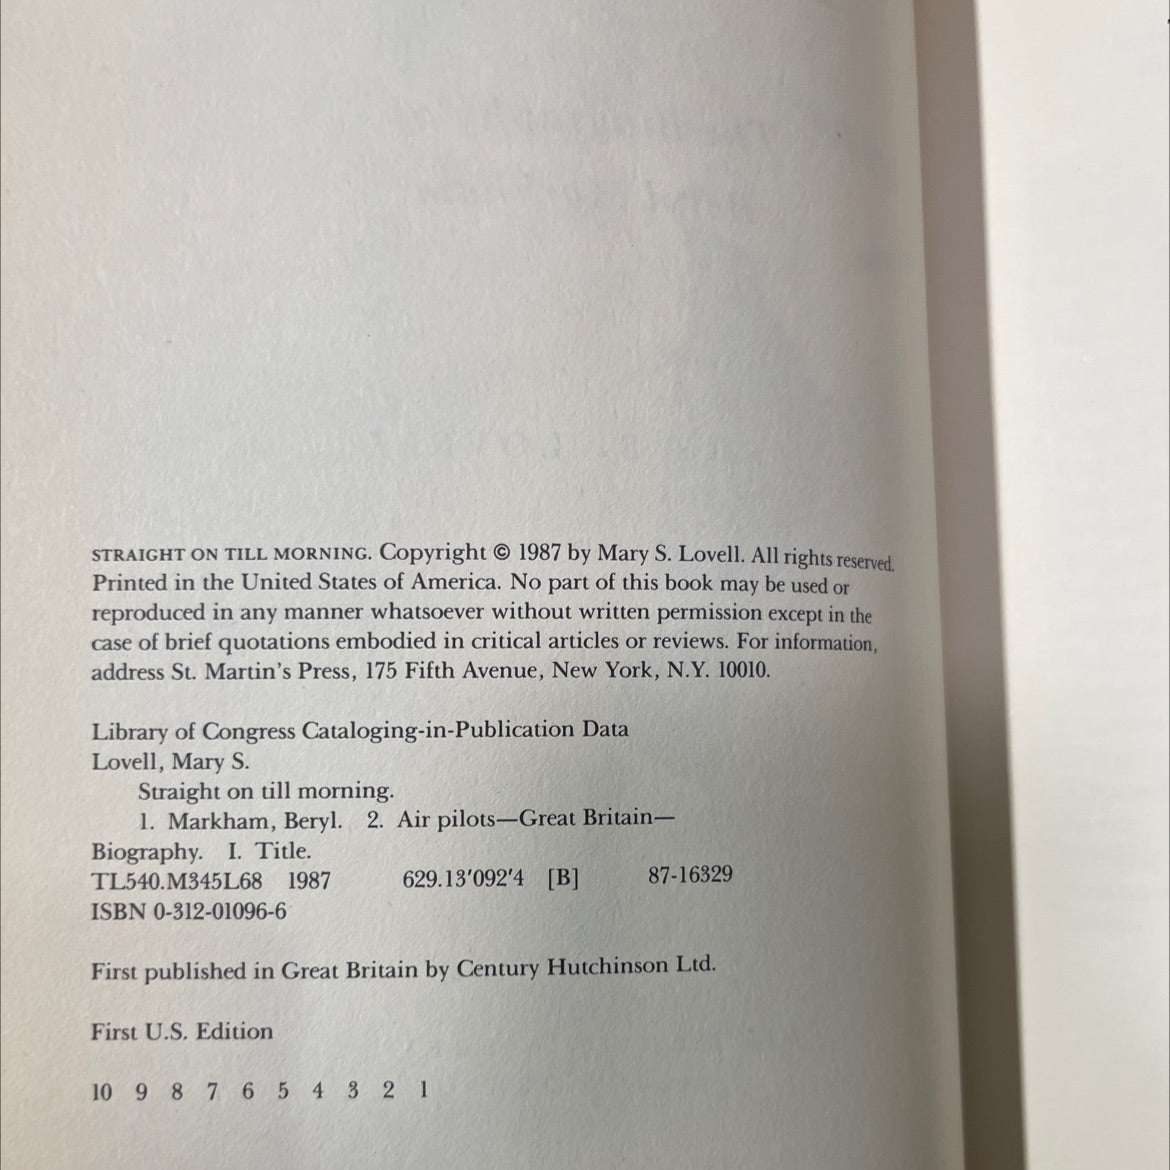 STRAIGHT ON TILL MORNING. Copyright © 1987 by Mary S. Lovell. All rights reserved.
Printed in the United States of America. No part of this book may be used or
reproduced in any manner whatsoever without written permission except in the
case of brief quotations embodied in critical articles or reviews. For information,
address St. Martin's Press, 175 Fifth Avenue, New York, N.Y. 10010.
Library of Congress Cataloging-in-Publication Data
Lovell, Mary S.
Straight on till morning.
1. Markham, Beryl. 2. Air pilots—Great Britain—
Biography. I. Title.
TL540.M345L68 1987 629.13'092'4 [B] 87-16329
ISBN 0-312-01096-6
First published in Great Britain by Century Hutchinson Ltd.
First U.S. Edition
10 9 8 7 6 5 4 3 2 1